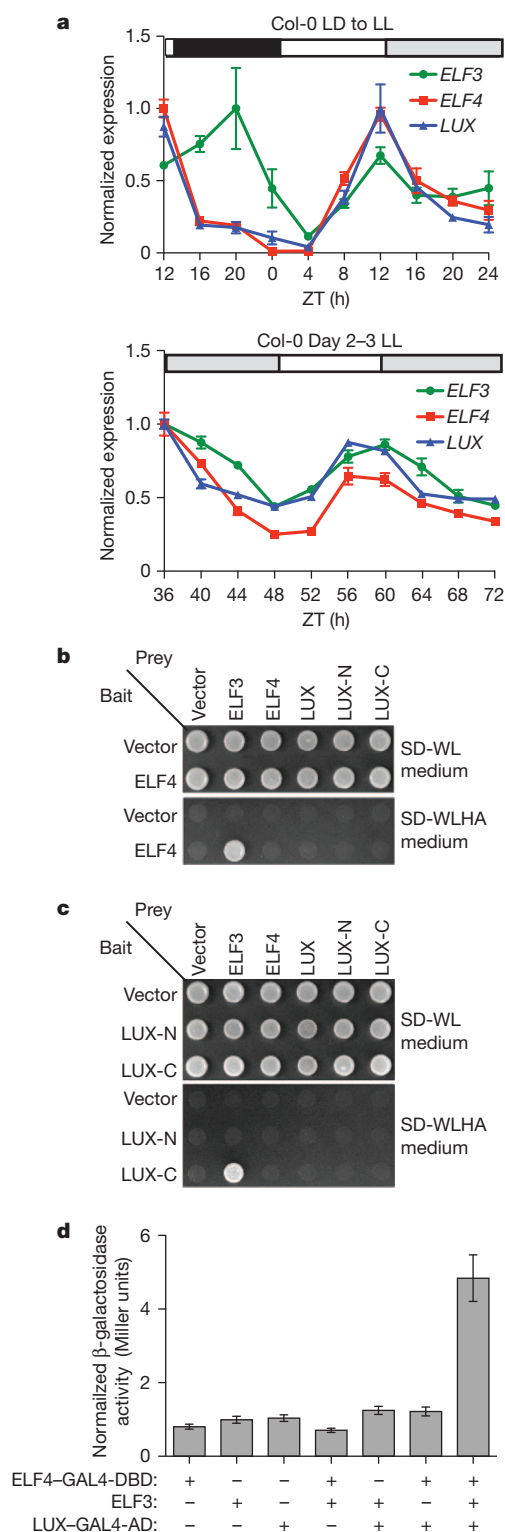 a
Col-0 LD to LL
1.5
1.0
0.5
0
Normalized expression
ELF3
ELF4
LUX
12 16 20 0 4 8 12 16 20 24
ZT (h)
Col-0 Day 2–3 LL
1.5
1.0
0.5
0
Normalized expression
ELF3
ELF4
LUX
36 40 44 48 52 56 60 64 68 72
ZT (h)
b
Prey
Bait
Vector ELF3 ELF4 LUX LUX-N LUX-C
Vector
ELF4
SD-WL
medium
Vector
ELF4
SD-WLHA
medium
c
Prey
Bait
Vector ELF3 ELF4 LUX LUX-N LUX-C
Vector
LUX-N
LUX-C
SD-WL
medium
Vector
LUX-N
LUX-C
SD-WLHA
medium
d
6
4
2
0
Normalized β-galactosidase
activity (Miller units)
ELF4–GAL4-DBD: + – – + – + +
ELF3: – + – + + – +
LUX–GAL4-AD: – – + – + + +